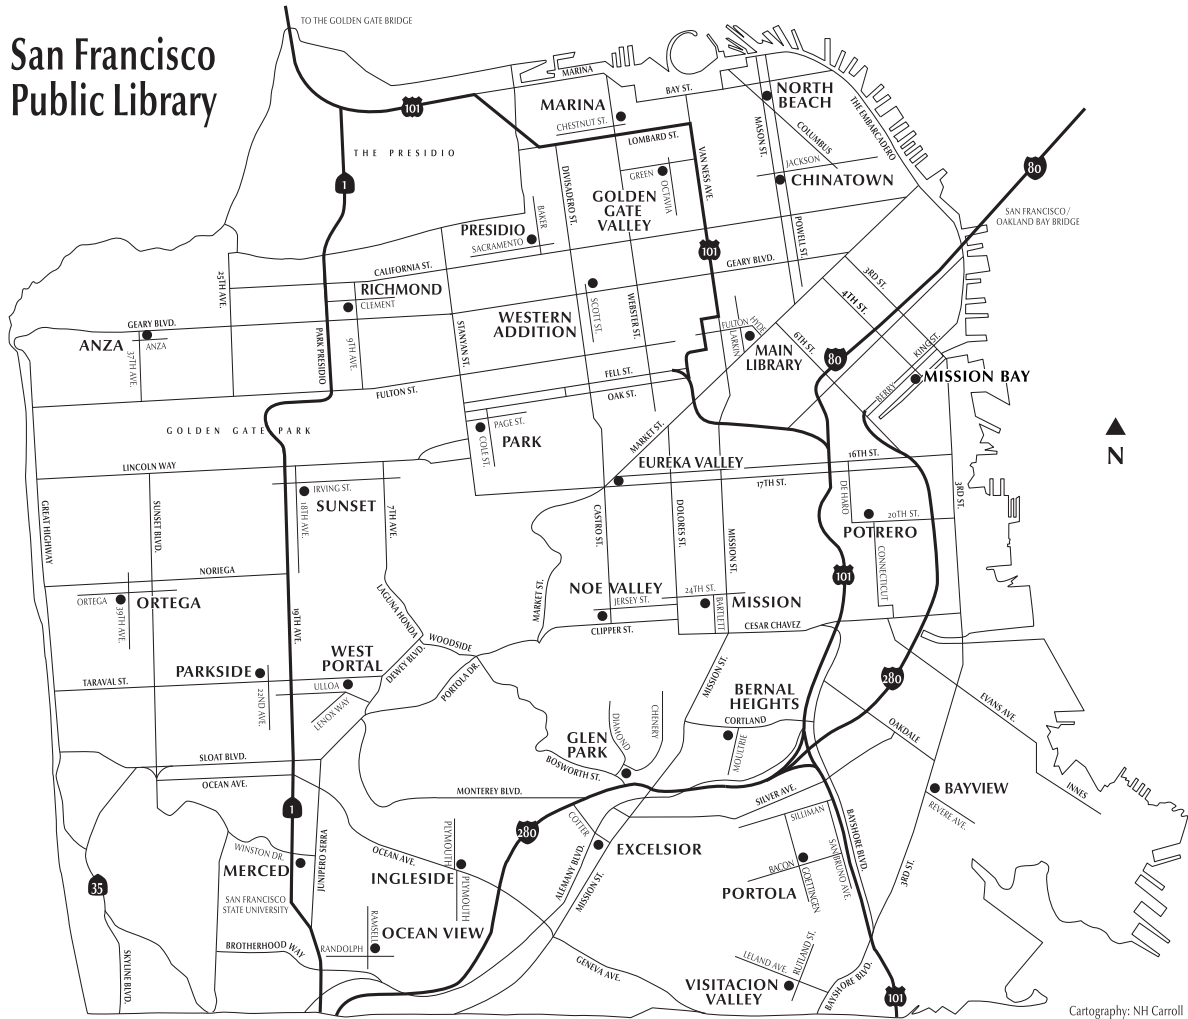 TO THE GOLDEN GATE BRIDGE
San Francisco
Public Library
MARINA
BAY ST.
NORTH
BEACH
MARINA
CHESTNUT ST.
101
THE EMBARCADERO
COLUMBUS
MASON ST.
LOMBARD ST.
THE PRESIDIO
VAN NESS AVE.
JACKSON
80
CHINATOWN
1
DIVISADERO ST.
GREEN
OCTAVIA
GOLDEN
GATE
VALLEY
SAN FRANCISCO/
OAKLAND BAY BRIDGE
BAKER
PRESIDIO
SACRAMENTO
POWELL ST.
101
GEARY BLVD.
CALIFORNIA ST.
25TH AVE.
RICHMOND
CLEMENT
3RD ST.
4TH ST.
SCOTT ST.
WEBSTER ST.
WESTERN
ADDITION
GEARY BLVD.
ANZA
ANZA
37TH AVE.
PARK PRESIDIO
9TH AVE.
STANYAN ST.
FULTON
HYDE
LARKIN
MAIN
LIBRARY
6TH ST.
80
KING ST.
BERRY
MISSION BAY
FELL ST.
OAK ST.
FULTON ST.
GOLDEN GATE PARK
PAGE ST.
COLE ST.
PARK
MARKET ST.
N
EUREKA VALLEY
16TH ST.
17TH ST.
LINCOLN WAY
IRVING ST.
SUNSET
18TH AVE.
7TH AVE.
GREAT HIGHWAY
SUNSET BLVD.
CASTRO ST.
DOLORES ST.
MISSION ST.
DE HARO
3RD ST.
20TH ST.
POTRERO
CONNECTICUT
NORIEGA
101
ORTEGA
ORTEGA
39TH AVE.
19TH AVE.
LAGUNA HONDA
MARKET ST.
NOE VALLEY
JERSEY ST.
24TH ST.
MISSION
BARTLETT
CLIPPER ST.
CESAR CHAVEZ
WOODSIDE
DEWEY BLVD.
PORTOLA DR.
WEST
PORTAL
ULLOA
LENOX WAY
PARKSIDE
TARAVAL ST.
22ND AVE.
MISSION ST.
280
BERNAL
HEIGHTS
CORTLAND
MOULTRIE
EVANS AVE.
OAKDALE
GLEN
PARK
DIAMOND
CHENERY
BOSWORTH ST.
SLOAT BLVD.
OCEAN AVE.
MONTEREY BLVD.
SILVER AVE.
BAYVIEW
REVERE AVE.
INNES
1
280
SILLIMAN
BAYSHORE BLVD.
COTTER
EXCELSIOR
WINSTON DR.
MERCED
JUNIPERO SERRA
OCEAN AVE.
PLYMOUTH
PLYMOUTH
INGLESIDE
ALEMANY BLVD.
MISSION ST.
BACON
GOETTINGEN
SAN BRUNO AVE.
PORTOLA
3RD ST.
35
SAN FRANCISCO
STATE UNIVERSITY
RAMSELL
RANDOLPH
OCEAN VIEW
BROTHERHOOD WAY
SKYLINE BLVD.
GENEVA AVE.
LELAND AVE.
RUTLAND ST.
VISITACION
VALLEY
BAYSHORE BLVD.
101
Cartography: NH Carroll